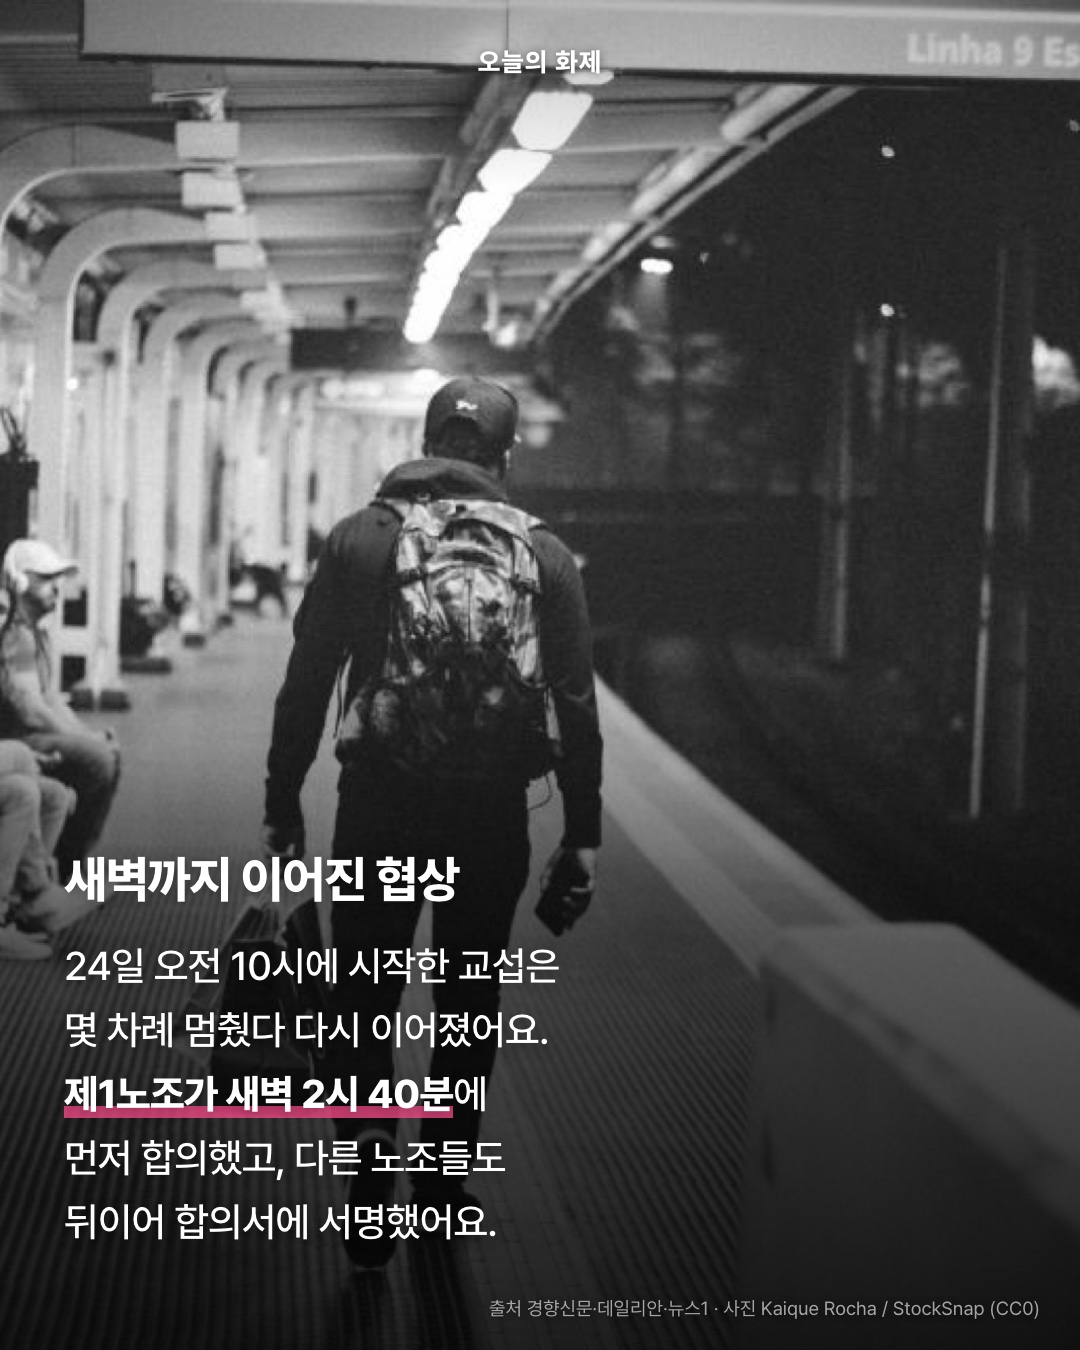 오늘의 화제
Linha 9 Es
새벽까지 이어진 협상
24일 오전 10시에 시작한 교섭은
몇 차례 멈췄다 다시 이어졌어요.
제1노조가 새벽 2시 40분에
먼저 합의했고, 다른 노조들도
뒤이어 합의서에 서명했어요.
출처 경향신문·데일리안·뉴스1 · 사진 Kaique Rocha / StockSnap (CC0)